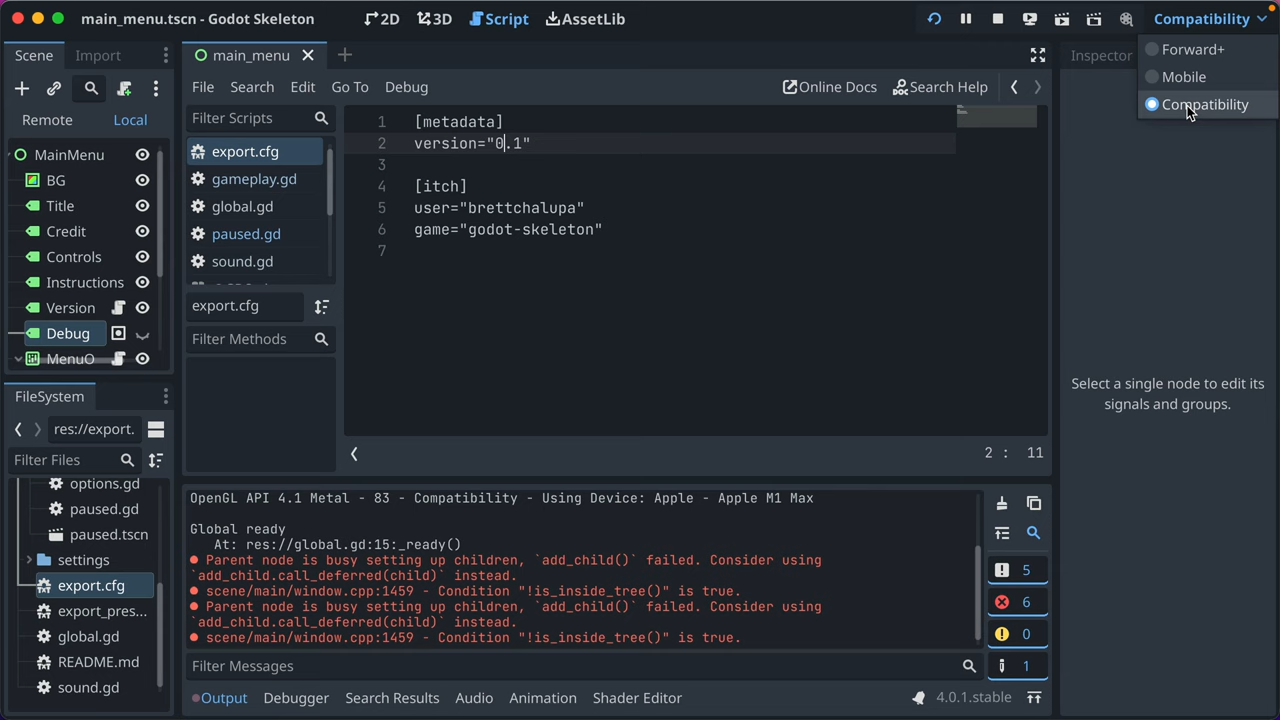 main_menu.tscn - Godot Skeleton
2D
3D
Script
AssetLib
Compatibility
Forward+
Mobile
Compatibility
Scene
Import
main_menu
Inspector
File
Search
Edit
Go To
Debug
Online Docs
Search Help
Remote
Local
Filter Scripts
export.cfg
gameplay.gd
global.gd
paused.gd
sound.gd
export.cfg
Filter Methods
1 [metadata]
2 version="0.1"
3
4 [itch]
5 user="brettchalupa"
6 game="godot-skeleton"
7
2 : 11
MainMenu
BG
Title
Credit
Controls
Instructions
Version
Debug
MenuO
FileSystem
res://export.
Filter Files
options.gd
paused.gd
paused.tscn
settings
export.cfg
export_pres...
global.gd
README.md
sound.gd
Select a single node to edit its
signals and groups.
OpenGL API 4.1 Metal - 83 - Compatibility - Using Device: Apple - Apple M1 Max
Global ready
At: res://global.gd:15:_ready()
Parent node is busy setting up children, `add_child()` failed. Consider using
`add_child.call_deferred(child)` instead.
scene/main/window.cpp:1459 - Condition "!is_inside_tree()" is true.
Parent node is busy setting up children, `add_child()` failed. Consider using
`add_child.call_deferred(child)` instead.
scene/main/window.cpp:1459 - Condition "!is_inside_tree()" is true.
5
6
0
1
Filter Messages
Output
Debugger
Search Results
Audio
Animation
Shader Editor
4.0.1.stable